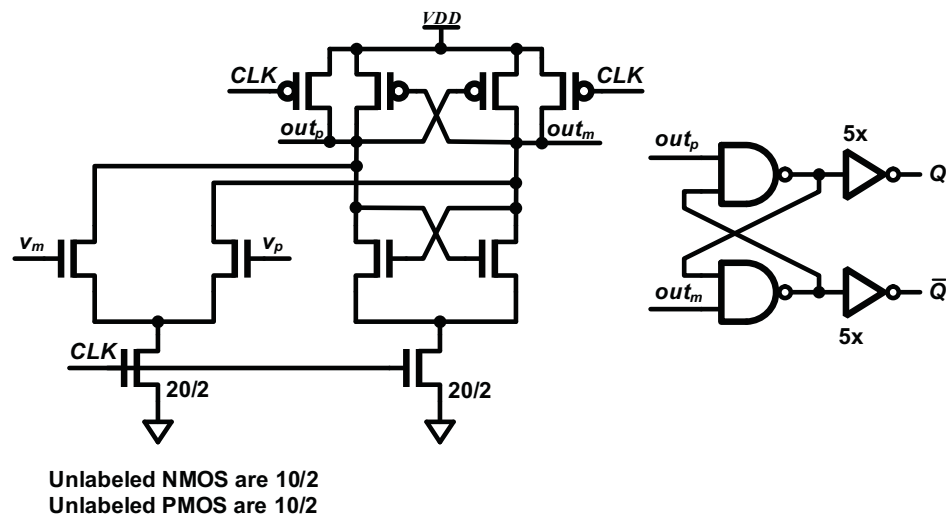 VDD
CLK
CLK
outp
outm
vm
vp
CLK
20/2
20/2
outp
5x
Q
outm
5x
Q̅
Unlabeled NMOS are 10/2
Unlabeled PMOS are 10/2